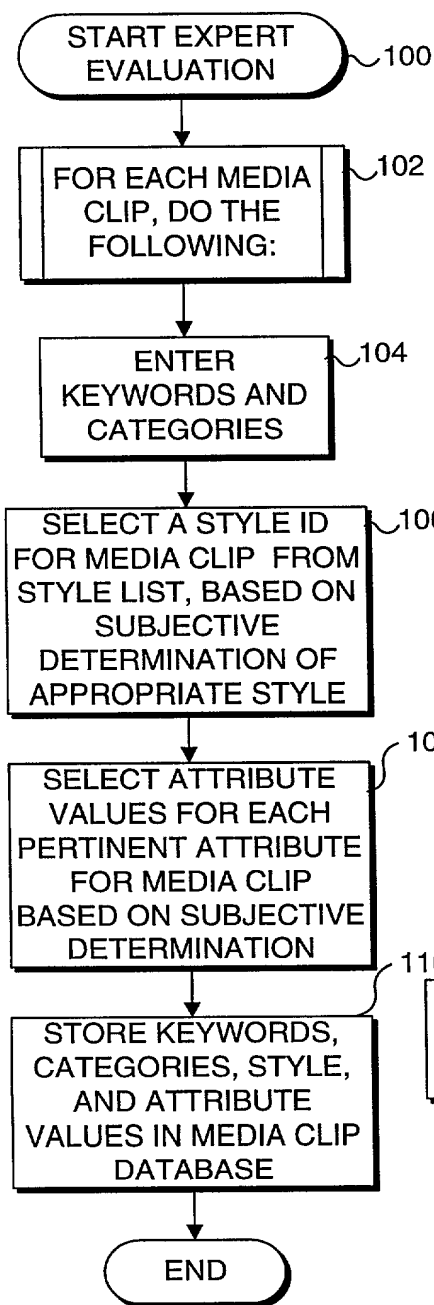 START EXPERT
EVALUATION
100
FOR EACH MEDIA
CLIP, DO THE
FOLLOWING:
102
ENTER
KEYWORDS AND
CATEGORIES
104
SELECT A STYLE ID
FOR MEDIA CLIP FROM
STYLE LIST, BASED ON
SUBJECTIVE
DETERMINATION OF
APPROPRIATE STYLE
SELECT ATTRIBUTE
VALUES FOR EACH
PERTINENT ATTRIBUTE
FOR MEDIA CLIP
BASED ON SUBJECTIVE
DETERMINATION
STORE KEYWORDS,
CATEGORIES, STYLE,
AND ATTRIBUTE
VALUES IN MEDIA CLIP
DATABASE
END